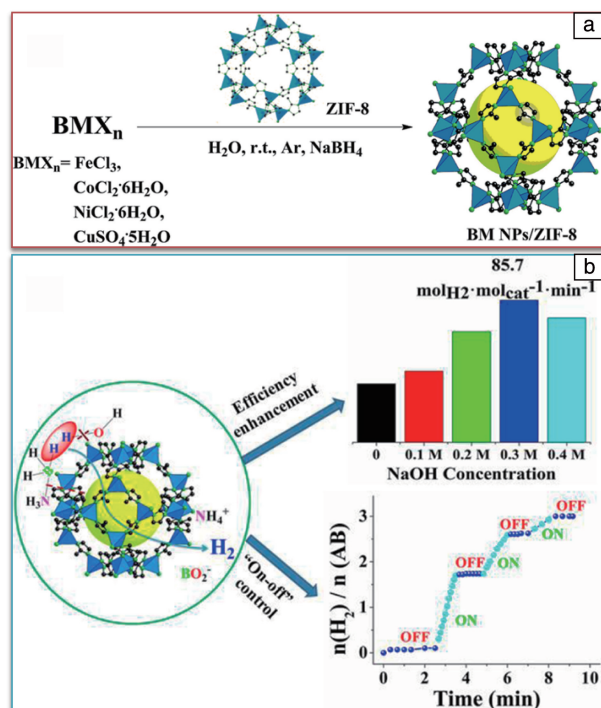 a
ZIF-8
BMXn
H2O, r.t., Ar, NaBH4
BMXn= FeCl3,
CoCl2·6H2O,
NiCl2·6H2O,
CuSO4·5H2O
BM NPs/ZIF-8
b
85.7
molH2·molcat⁻¹·min⁻¹
0 0.1 M 0.2 M 0.3 M 0.4 M
NaOH Concentration
Efficiency
enhancement
H
H H O
H
H B
H3N
NH4⁺
H2
BO2⁻
"On-off"
control
n(H2) / n (AB)
3
2
1
0
OFF
ON
OFF
ON
OFF
ON
OFF
0 2 4 6 8 10
Time (min)